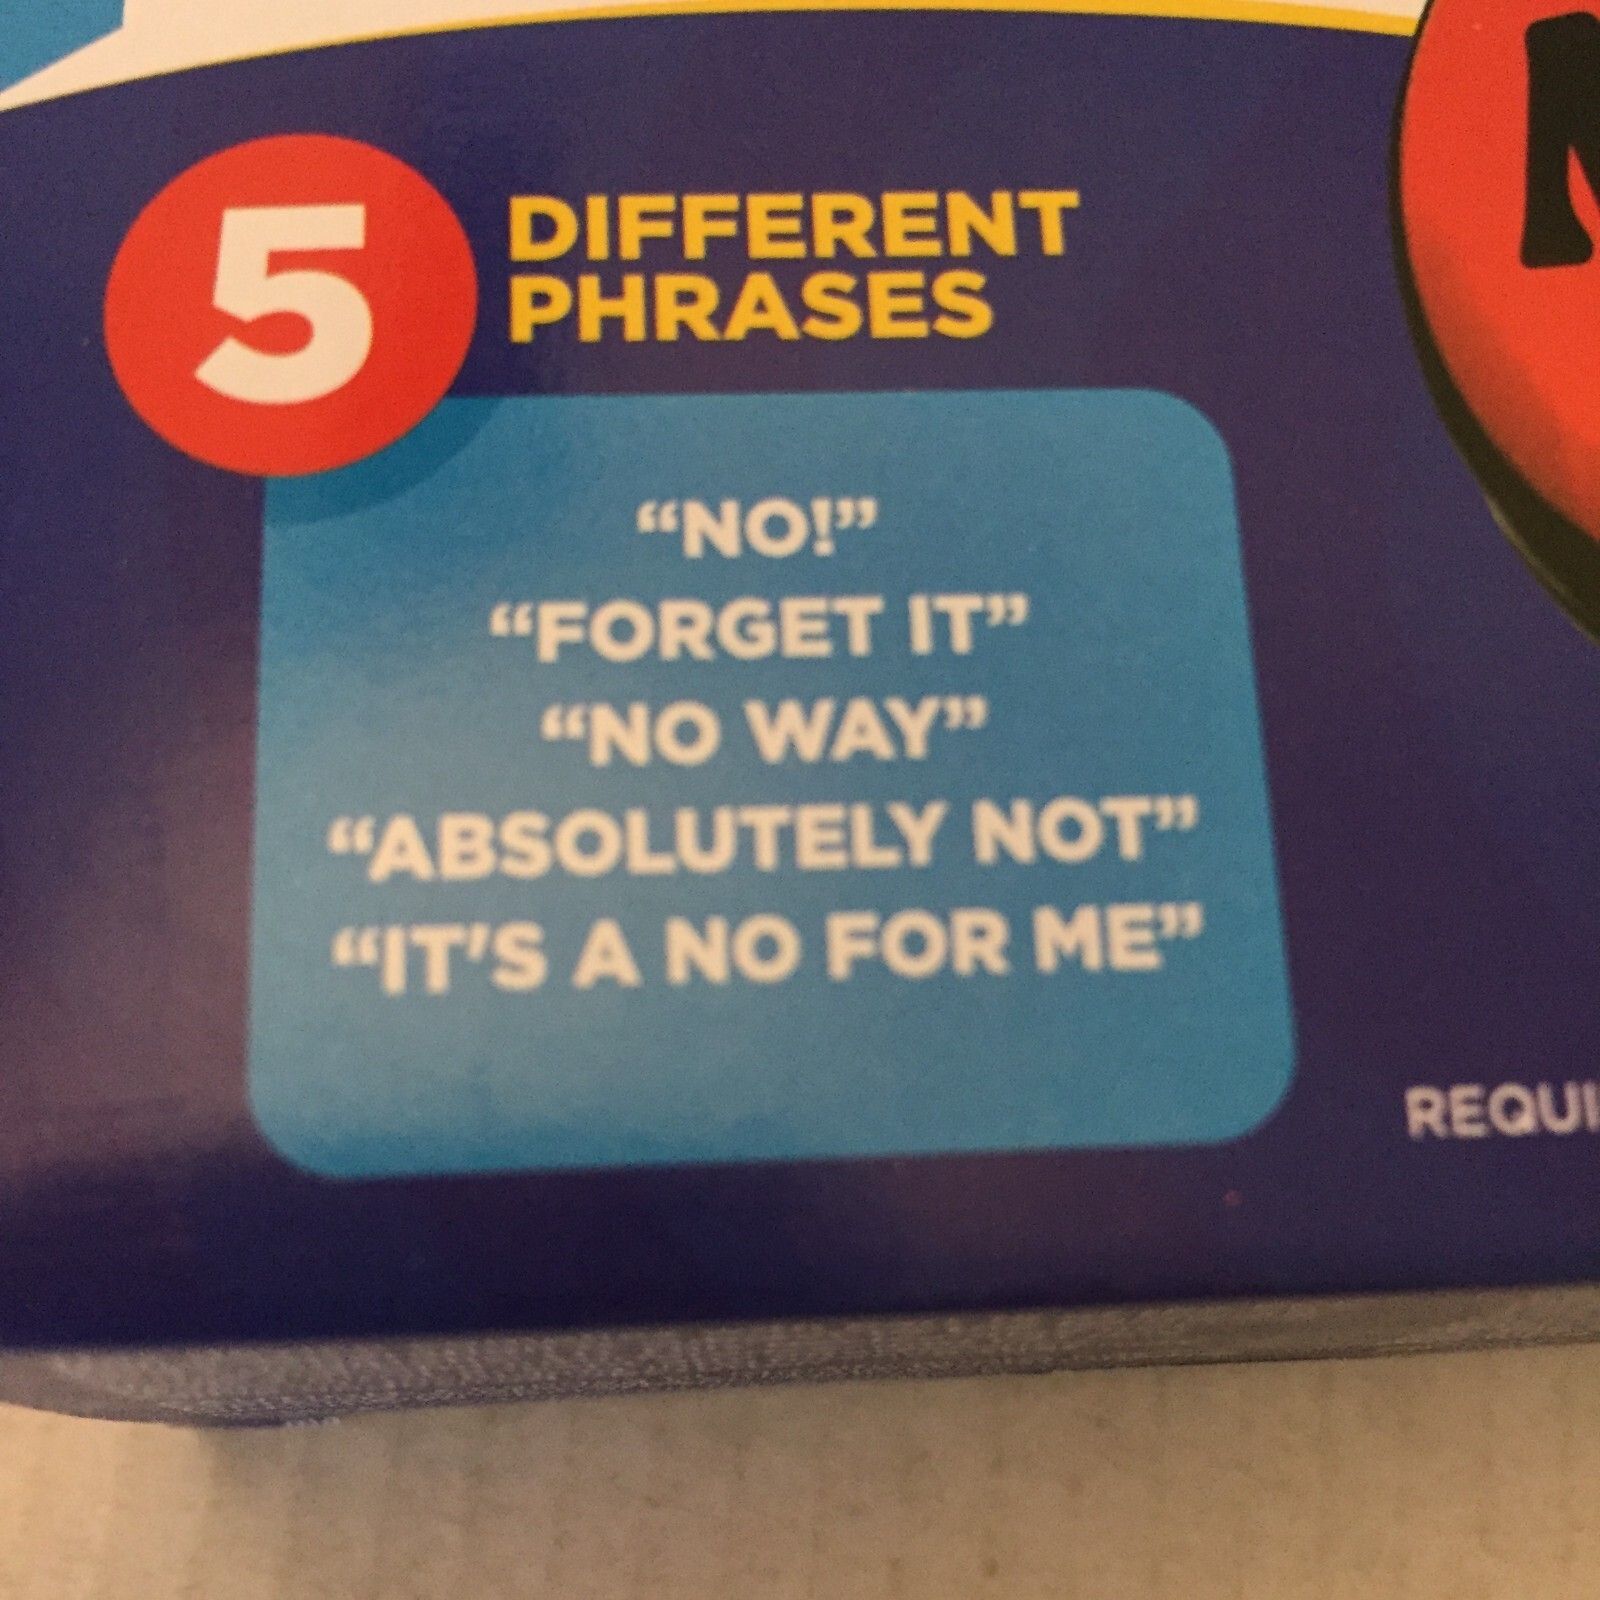 5
DIFFERENT
PHRASES
“NO!”
“FORGET IT”
“NO WAY”
“ABSOLUTELY NOT”
“IT'S A NO FOR ME”